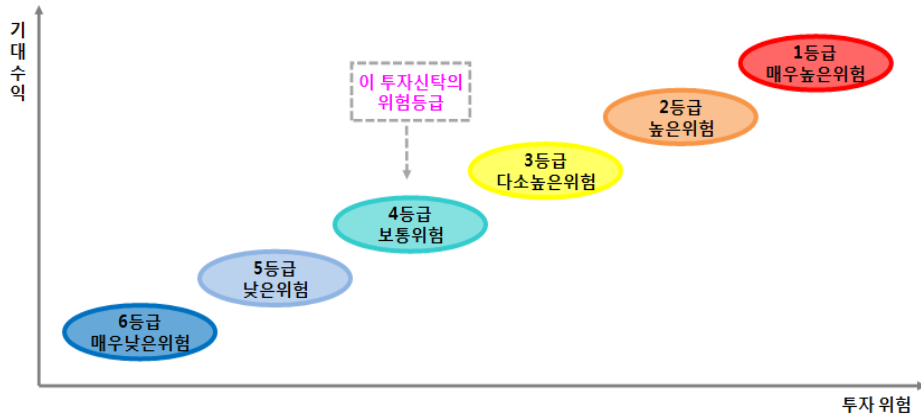 기대수익
1등급
매우높은위험
이 투자신탁의
위험등급
2등급
높은위험
3등급
다소높은위험
4등급
보통위험
5등급
낮은위험
6등급
매우낮은위험
투자 위험